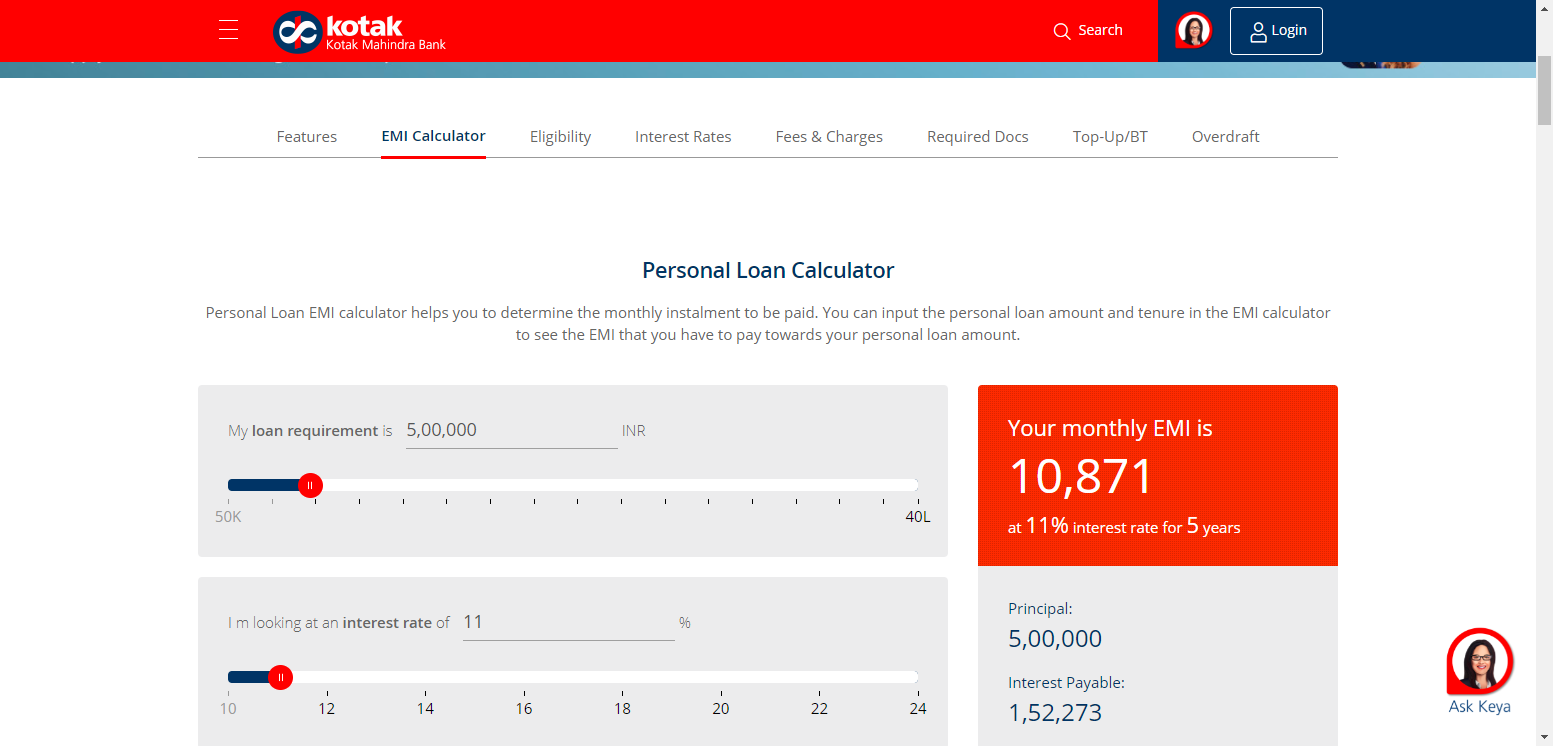 kotak
Kotak Mahindra Bank
Search
Login
Features EMI Calculator Eligibility Interest Rates Fees & Charges Required Docs Top-Up/BT Overdraft
Personal Loan Calculator
Personal Loan EMI calculator helps you to determine the monthly instalment to be paid. You can input the personal loan amount and tenure in the EMI calculator
to see the EMI that you have to pay towards your personal loan amount.
My loan requirement is 5,00,000 INR
50K 40L
I m looking at an interest rate of 11 %
10 12 14 16 18 20 22 24
Your monthly EMI is
10,871
at 11% interest rate for 5 years
Principal:
5,00,000
Interest Payable:
1,52,273
Ask Keya